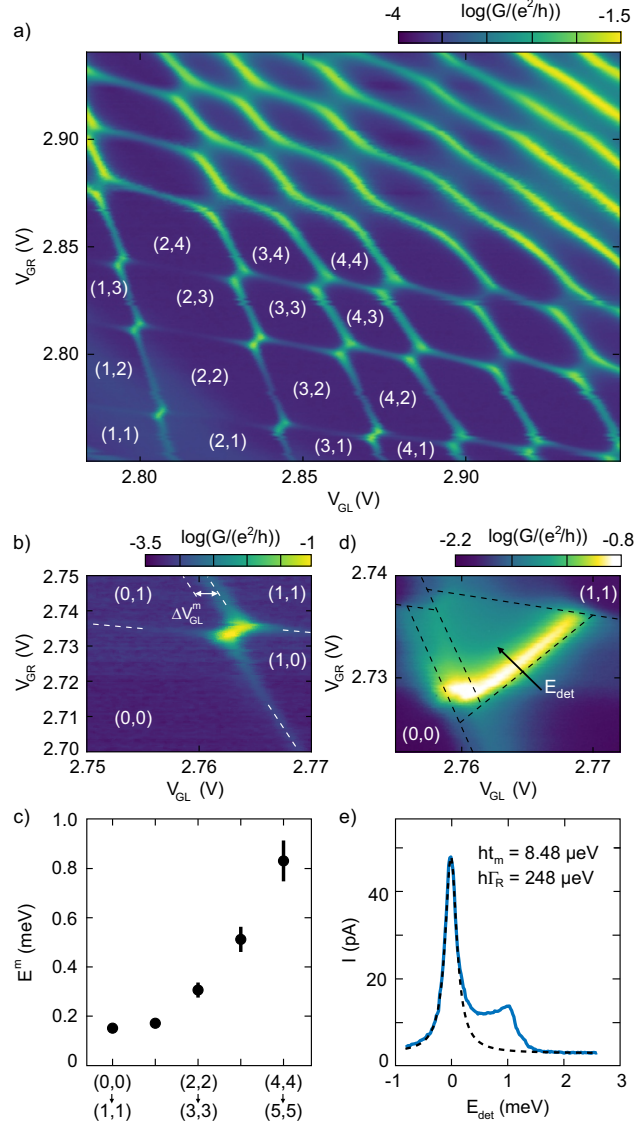 -4 log(G/(e²/h)) -1.5
a)
2.90
2.85
2.80
V_GR (V)
(2,4) (3,4) (4,4)
(1,3) (2,3) (3,3) (4,3)
(1,2) (2,2) (3,2) (4,2)
(1,1) (2,1) (3,1) (4,1)
2.80 2.85 2.90
V_GL (V)
b)
-3.5 log(G/(e²/h)) -1
2.75
2.74
2.73
2.72
2.71
2.70
V_GR (V)
(0,1) (1,1)
ΔV_GL^m
(1,0)
(0,0)
2.75 2.76 2.77
V_GL (V)
d)
-2.2 log(G/(e²/h)) -0.8
2.74
2.73
V_GR (V)
(1,1)
E_det
(0,0)
2.76 2.77
V_GL (V)
c)
1.0
0.8
0.6
0.4
0.2
0
E^m (meV)
(0,0) (2,2) (4,4)
↓ ↓ ↓
(1,1) (3,3) (5,5)
e)
ht_m = 8.48 µeV
hΓ_R = 248 µeV
40
20
0
I (pA)
-1 0 1 2 3
E_det (meV)